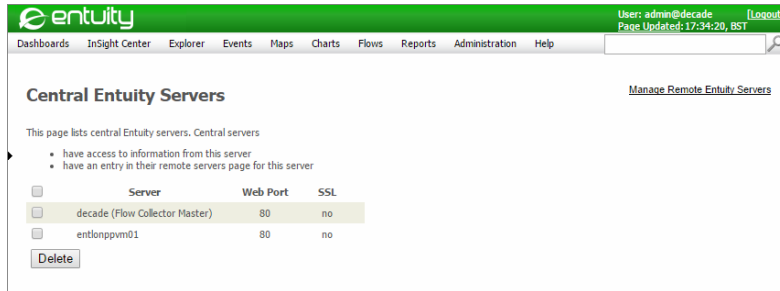 entuity
User: admin@decade [Logout
Page Updated: 17:34:20, BST
Dashboards InSight Center Explorer Events Maps Charts Flows Reports Administration Help
Central Entuity Servers
Manage Remote Entuity Servers
This page lists central Entuity servers. Central servers
have access to information from this server
have an entry in their remote servers page for this server
Server Web Port SSL
decade (Flow Collector Master) 80 no
entlonppvm01 80 no
Delete